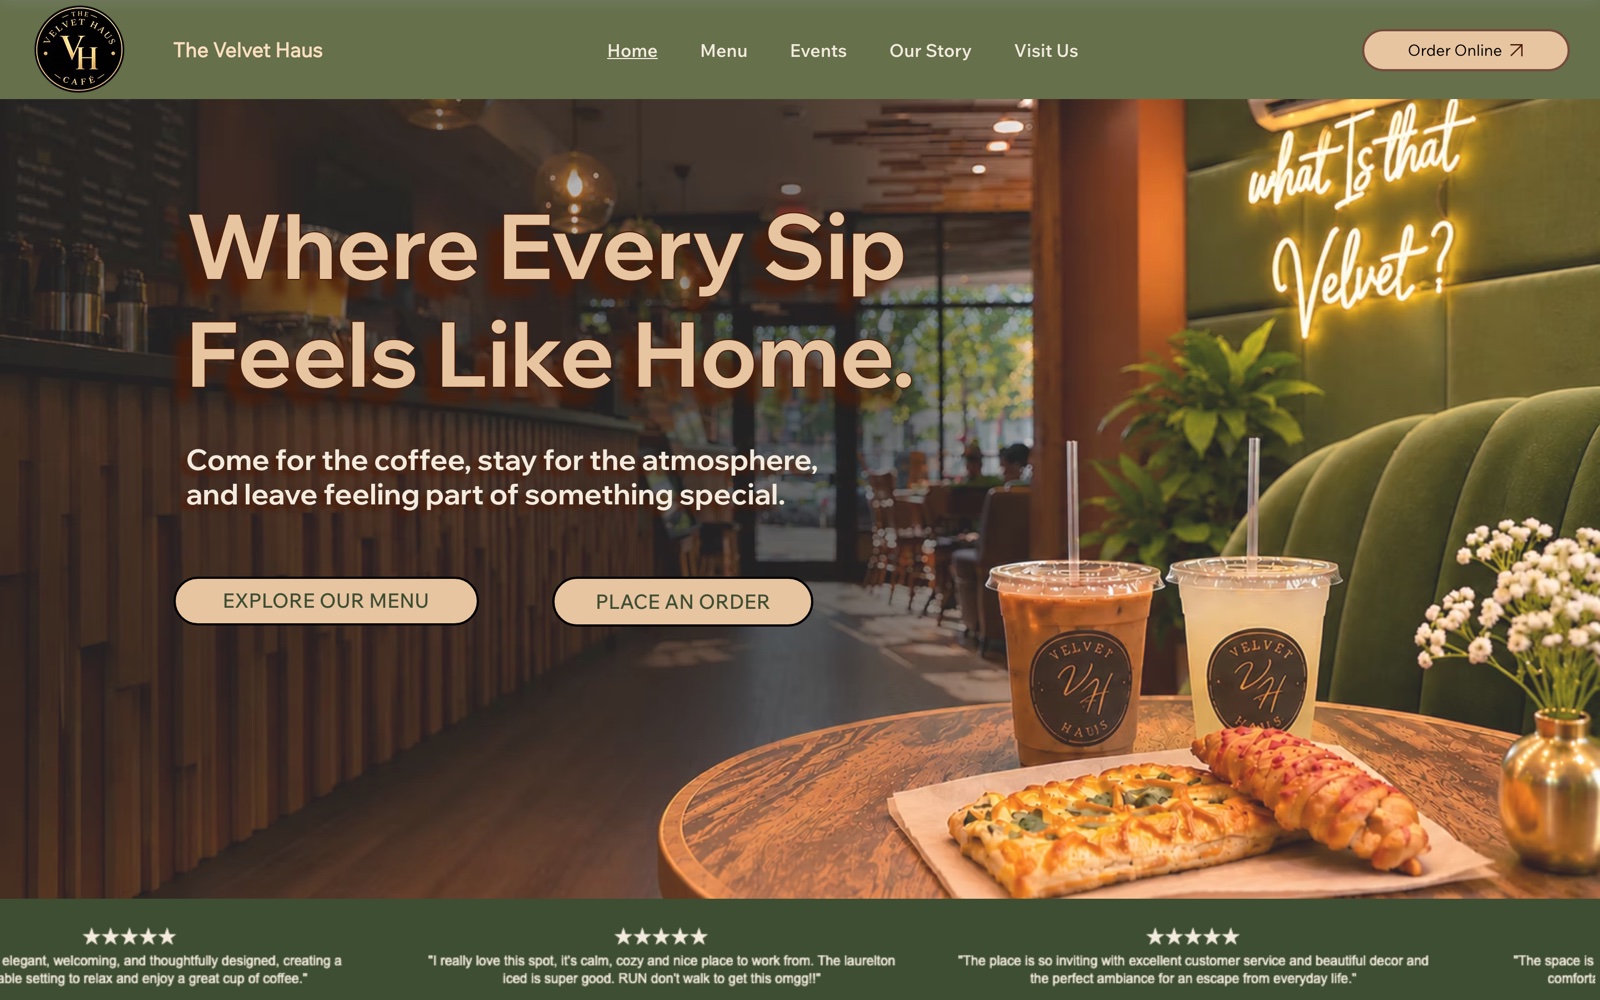 THE
VELVET HAUS
VH
CAFÉ
The Velvet Haus
Home
Menu
Events
Our Story
Visit Us
Order Online
what Is that
Velvet?
Where Every Sip
Feels Like Home.
Come for the coffee, stay for the atmosphere,
and leave feeling part of something special.
EXPLORE OUR MENU
PLACE AN ORDER
VELVET
VH
HAUS
VELVET
VH
HAUS
★★★★★
elegant, welcoming, and thoughtfully designed, creating a
able setting to relax and enjoy a great cup of coffee."
★★★★★
"I really love this spot, it's calm, cozy and nice place to work from. The laurelton
iced is super good. RUN don't walk to get this omgg!!"
★★★★★
"The place is so inviting with excellent customer service and beautiful decor and
the perfect ambiance for an escape from everyday life."
"The space is